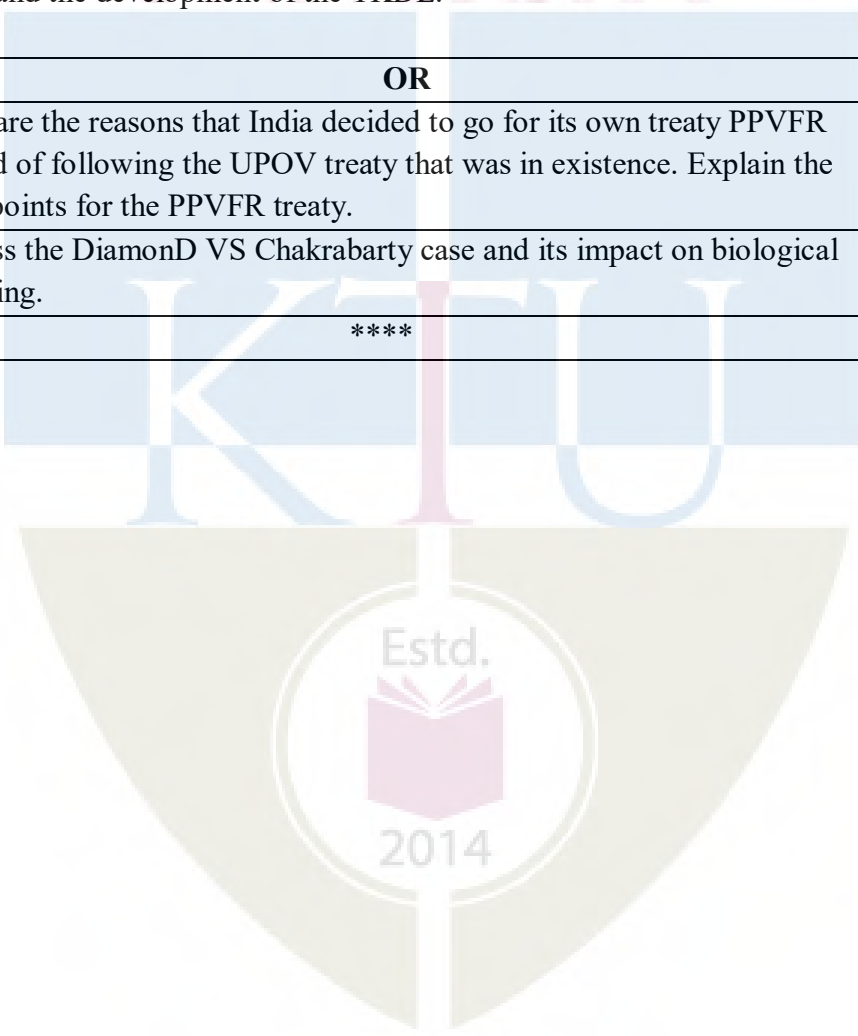 and the development of the TKDL.
OR
are the reasons that India decided to go for its own treaty PPVFR
d of following the UPOV treaty that was in existence. Explain the
points for the PPVFR treaty.
ss the DiamonD VS Chakrabarty case and its impact on biological
ing.
****
KTU
Estd.
2014